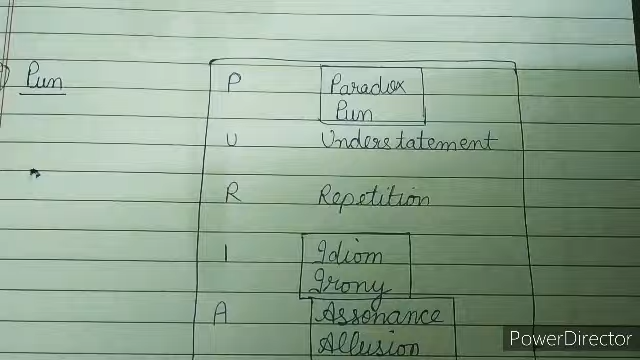 Pun
P Paradox
Pun
U Understatement
R Repetition
I Idiom
Irony
A Assonance
Allusion
PowerDirector